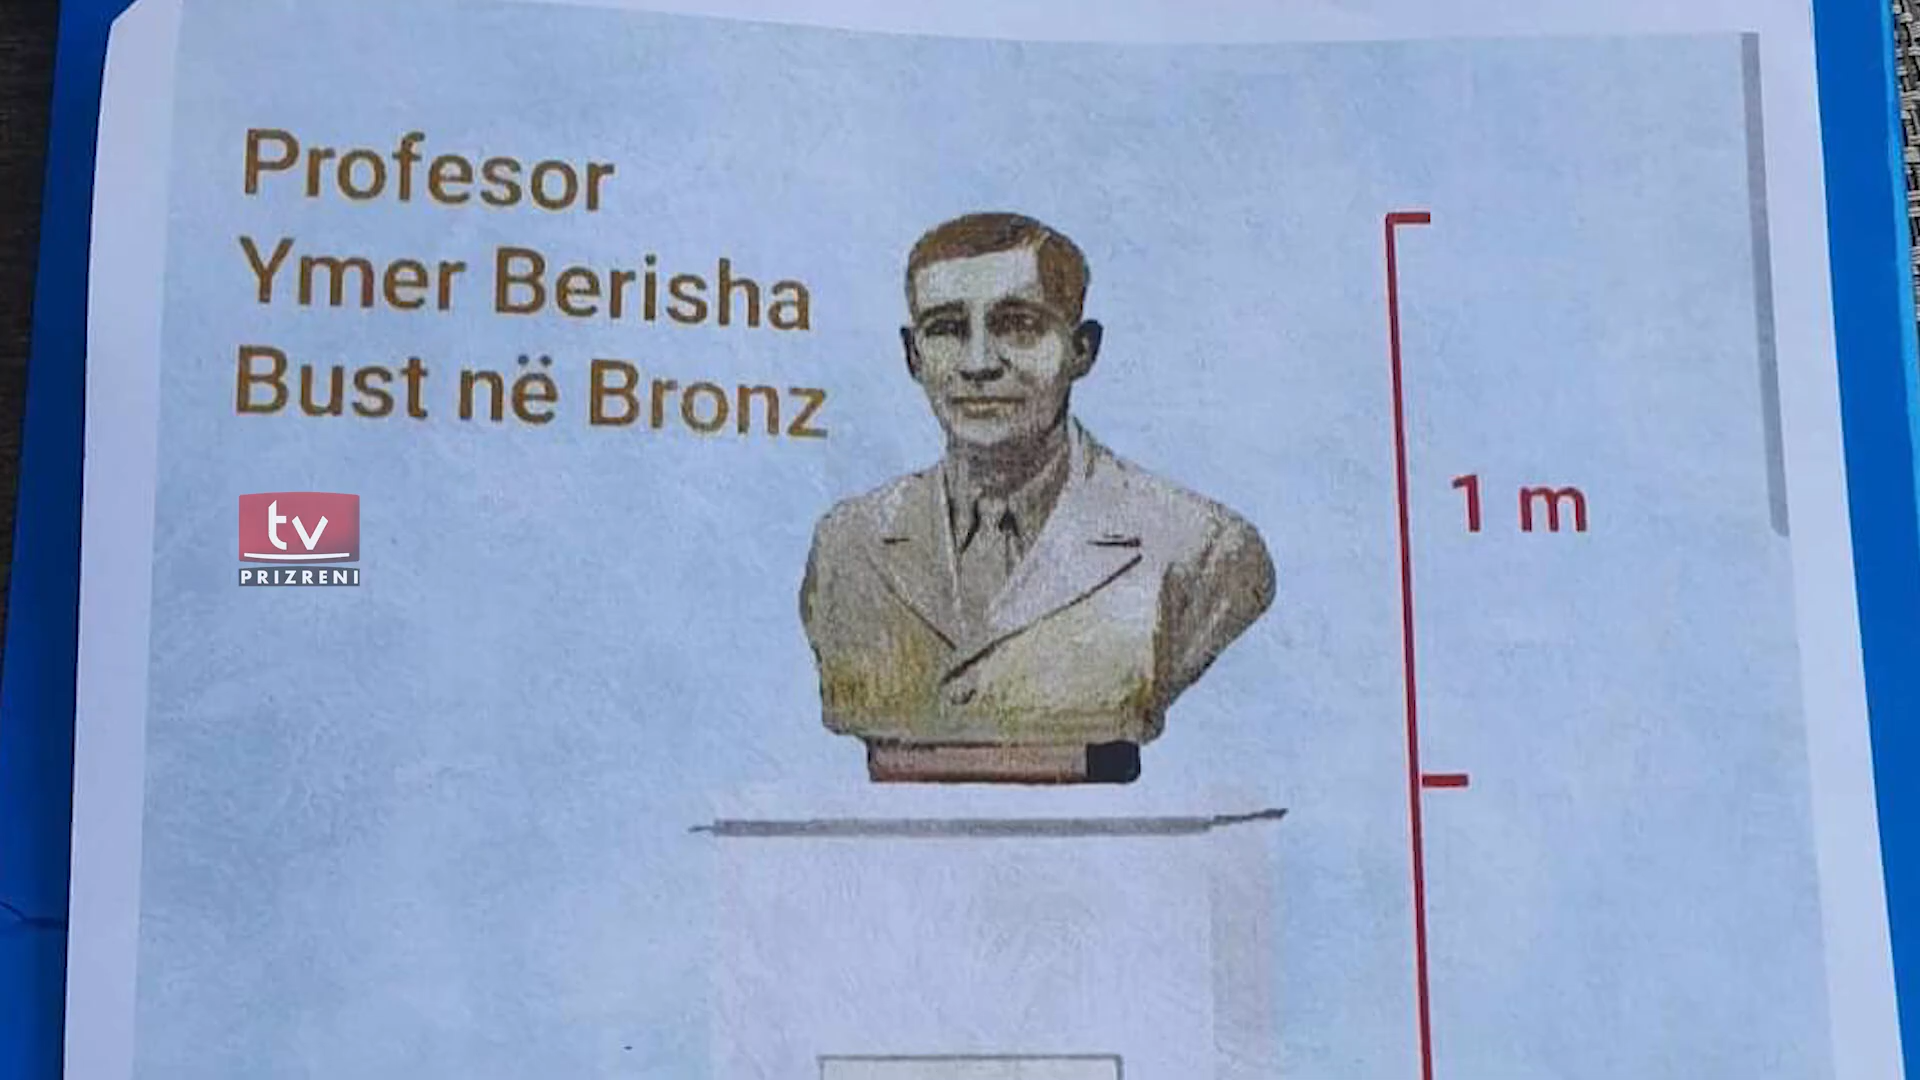 Profesor
Ymer Berisha
Bust në Bronz
tv
PRIZRENI
1 m